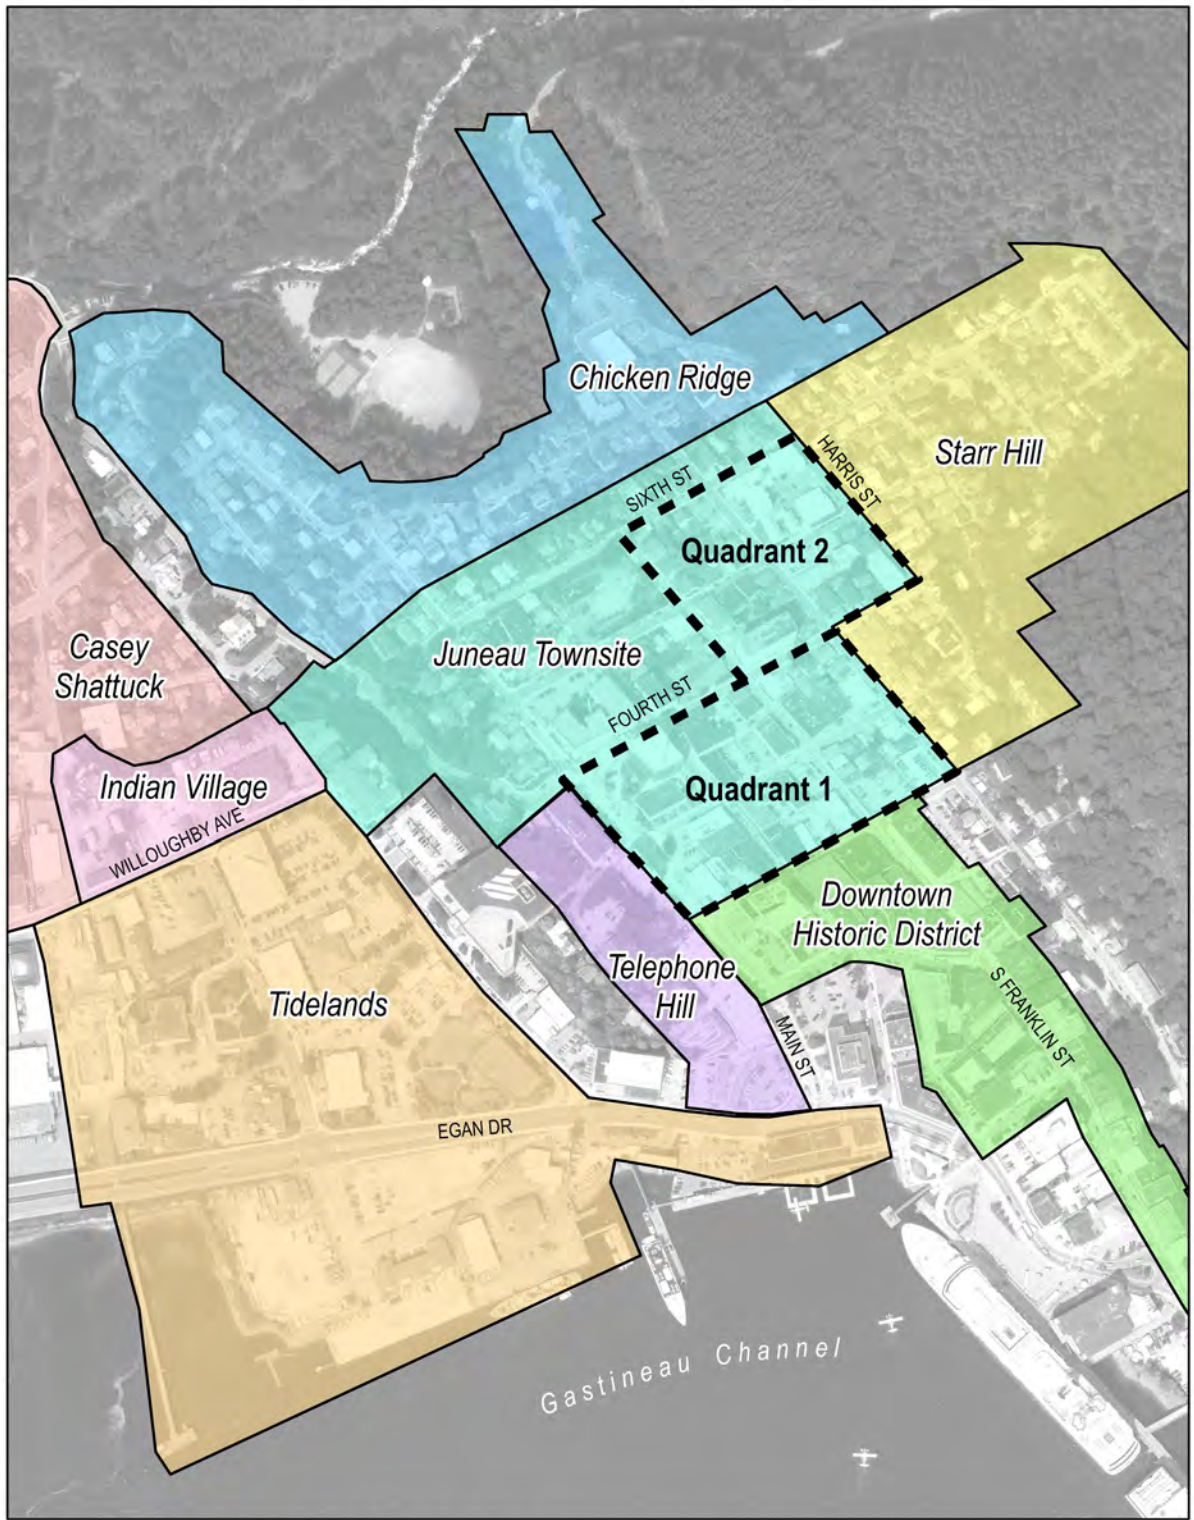 Chicken Ridge
Starr Hill
HARRIS ST
SIXTH ST
Quadrant 2
Juneau Townsite
Casey
Shattuck
FOURTH ST
Indian Village
Quadrant 1
WILLOUGHBY AVE
Downtown
Historic District
Telephone
Hill
Tidelands
S FRANKLIN ST
MAIN ST
EGAN DR
Gastineau Channel